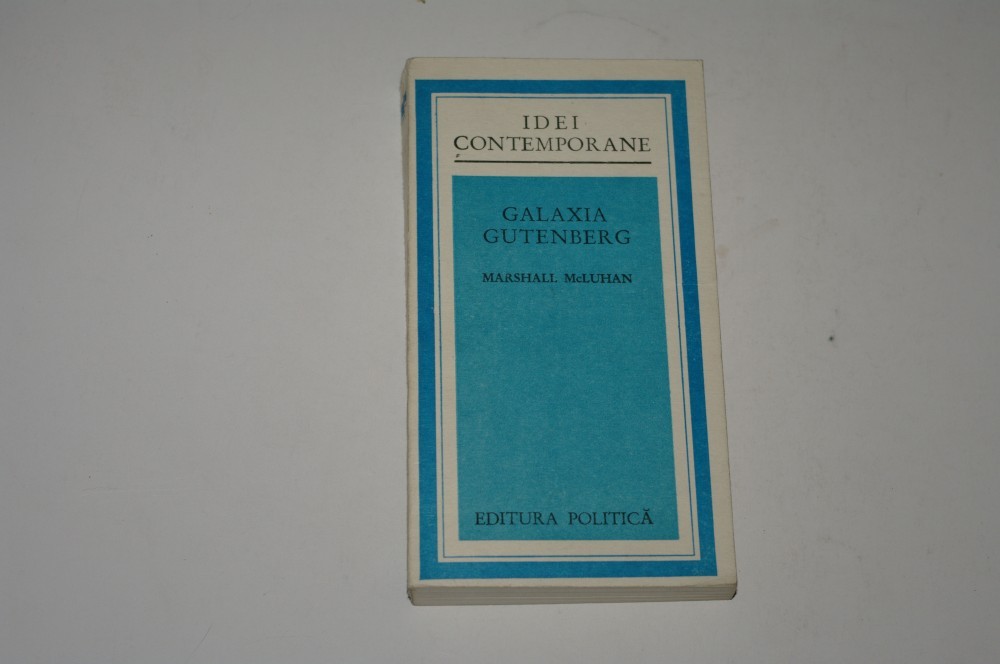 IDEI
CONTEMPORANE
GALAXIA
GUTENBERG
MARSHALL McLUHAN
EDITURA POLITICĂ